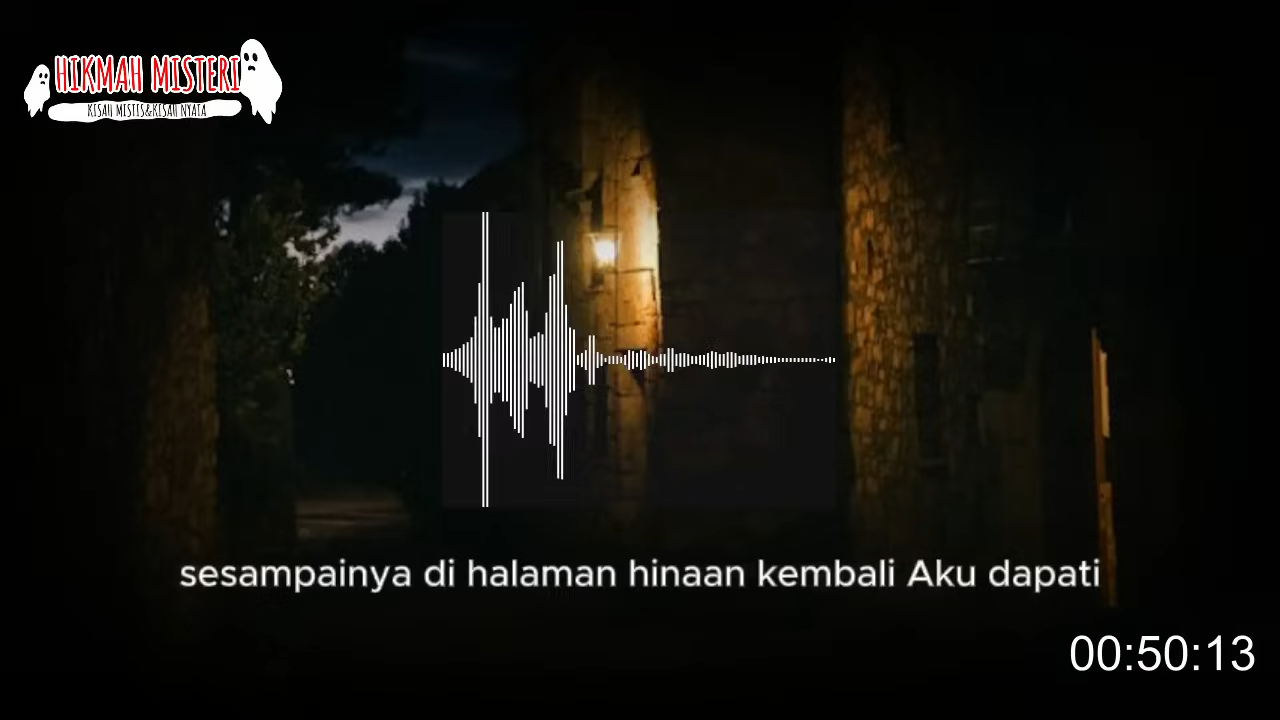 HIKMAH MISTERI
KISAH MISTIS&KISAH NYATA
sesampainya di halaman hinaan kembali Aku dapati
00:50:13